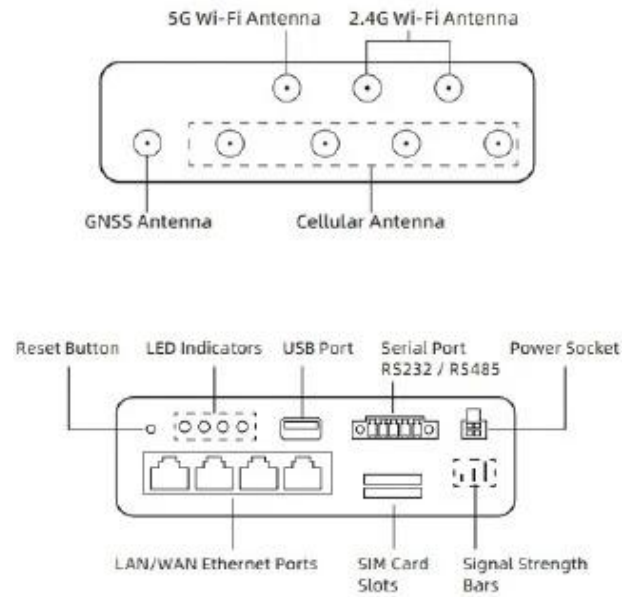 5G Wi-Fi Antenna
2.4G Wi-Fi Antenna
GNSS Antenna
Cellular Antenna
Reset Button
LED Indicators
USB Port
Serial Port
RS232 / RS485
Power Socket
LAN/WAN Ethernet Ports
SIM Card
Slots
Signal Strength
Bars